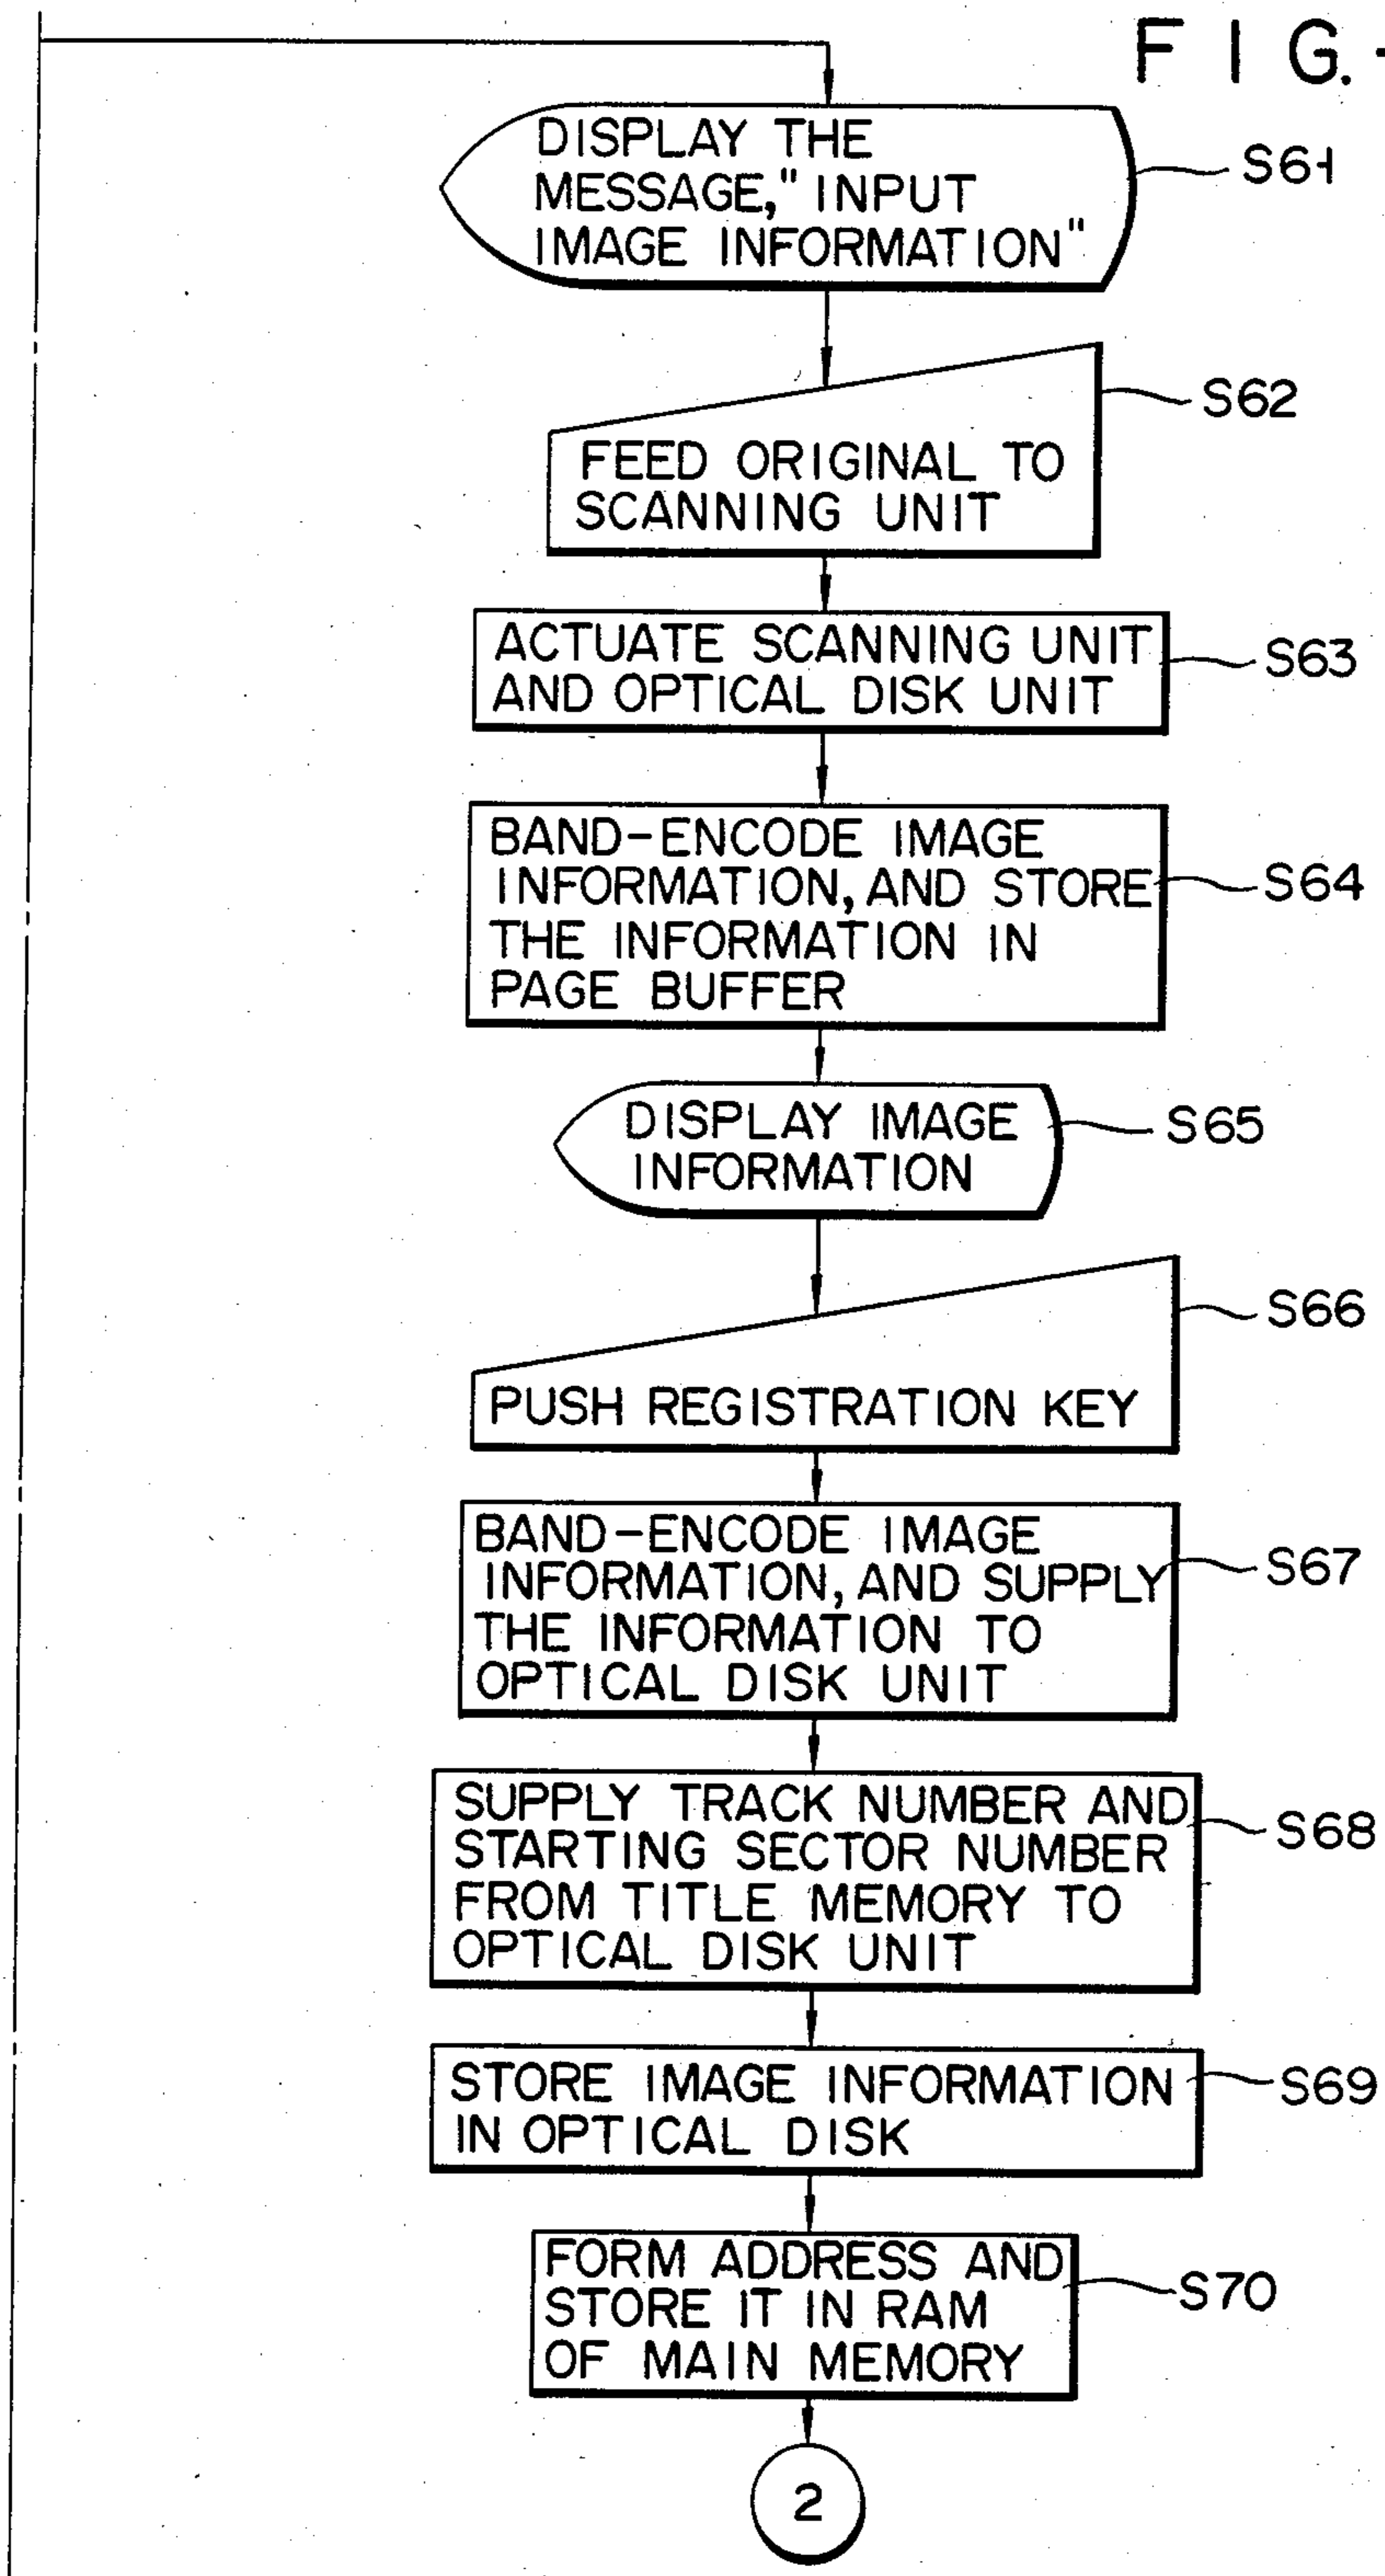 F I G.
DISPLAY THE
MESSAGE, "INPUT
IMAGE INFORMATION"
S61
S62
FEED ORIGINAL TO
SCANNING UNIT
ACTUATE SCANNING UNIT
AND OPTICAL DISK UNIT
S63
BAND-ENCODE IMAGE
INFORMATION, AND STORE
THE INFORMATION IN
PAGE BUFFER
S64
DISPLAY IMAGE
INFORMATION
S65
S66
PUSH REGISTRATION KEY
BAND-ENCODE IMAGE
INFORMATION, AND SUPPLY
THE INFORMATION TO
OPTICAL DISK UNIT
S67
SUPPLY TRACK NUMBER AND
STARTING SECTOR NUMBER
FROM TITLE MEMORY TO
OPTICAL DISK UNIT
S68
STORE IMAGE INFORMATION
IN OPTICAL DISK
S69
FORM ADDRESS AND
STORE IT IN RAM
OF MAIN MEMORY
S70
2